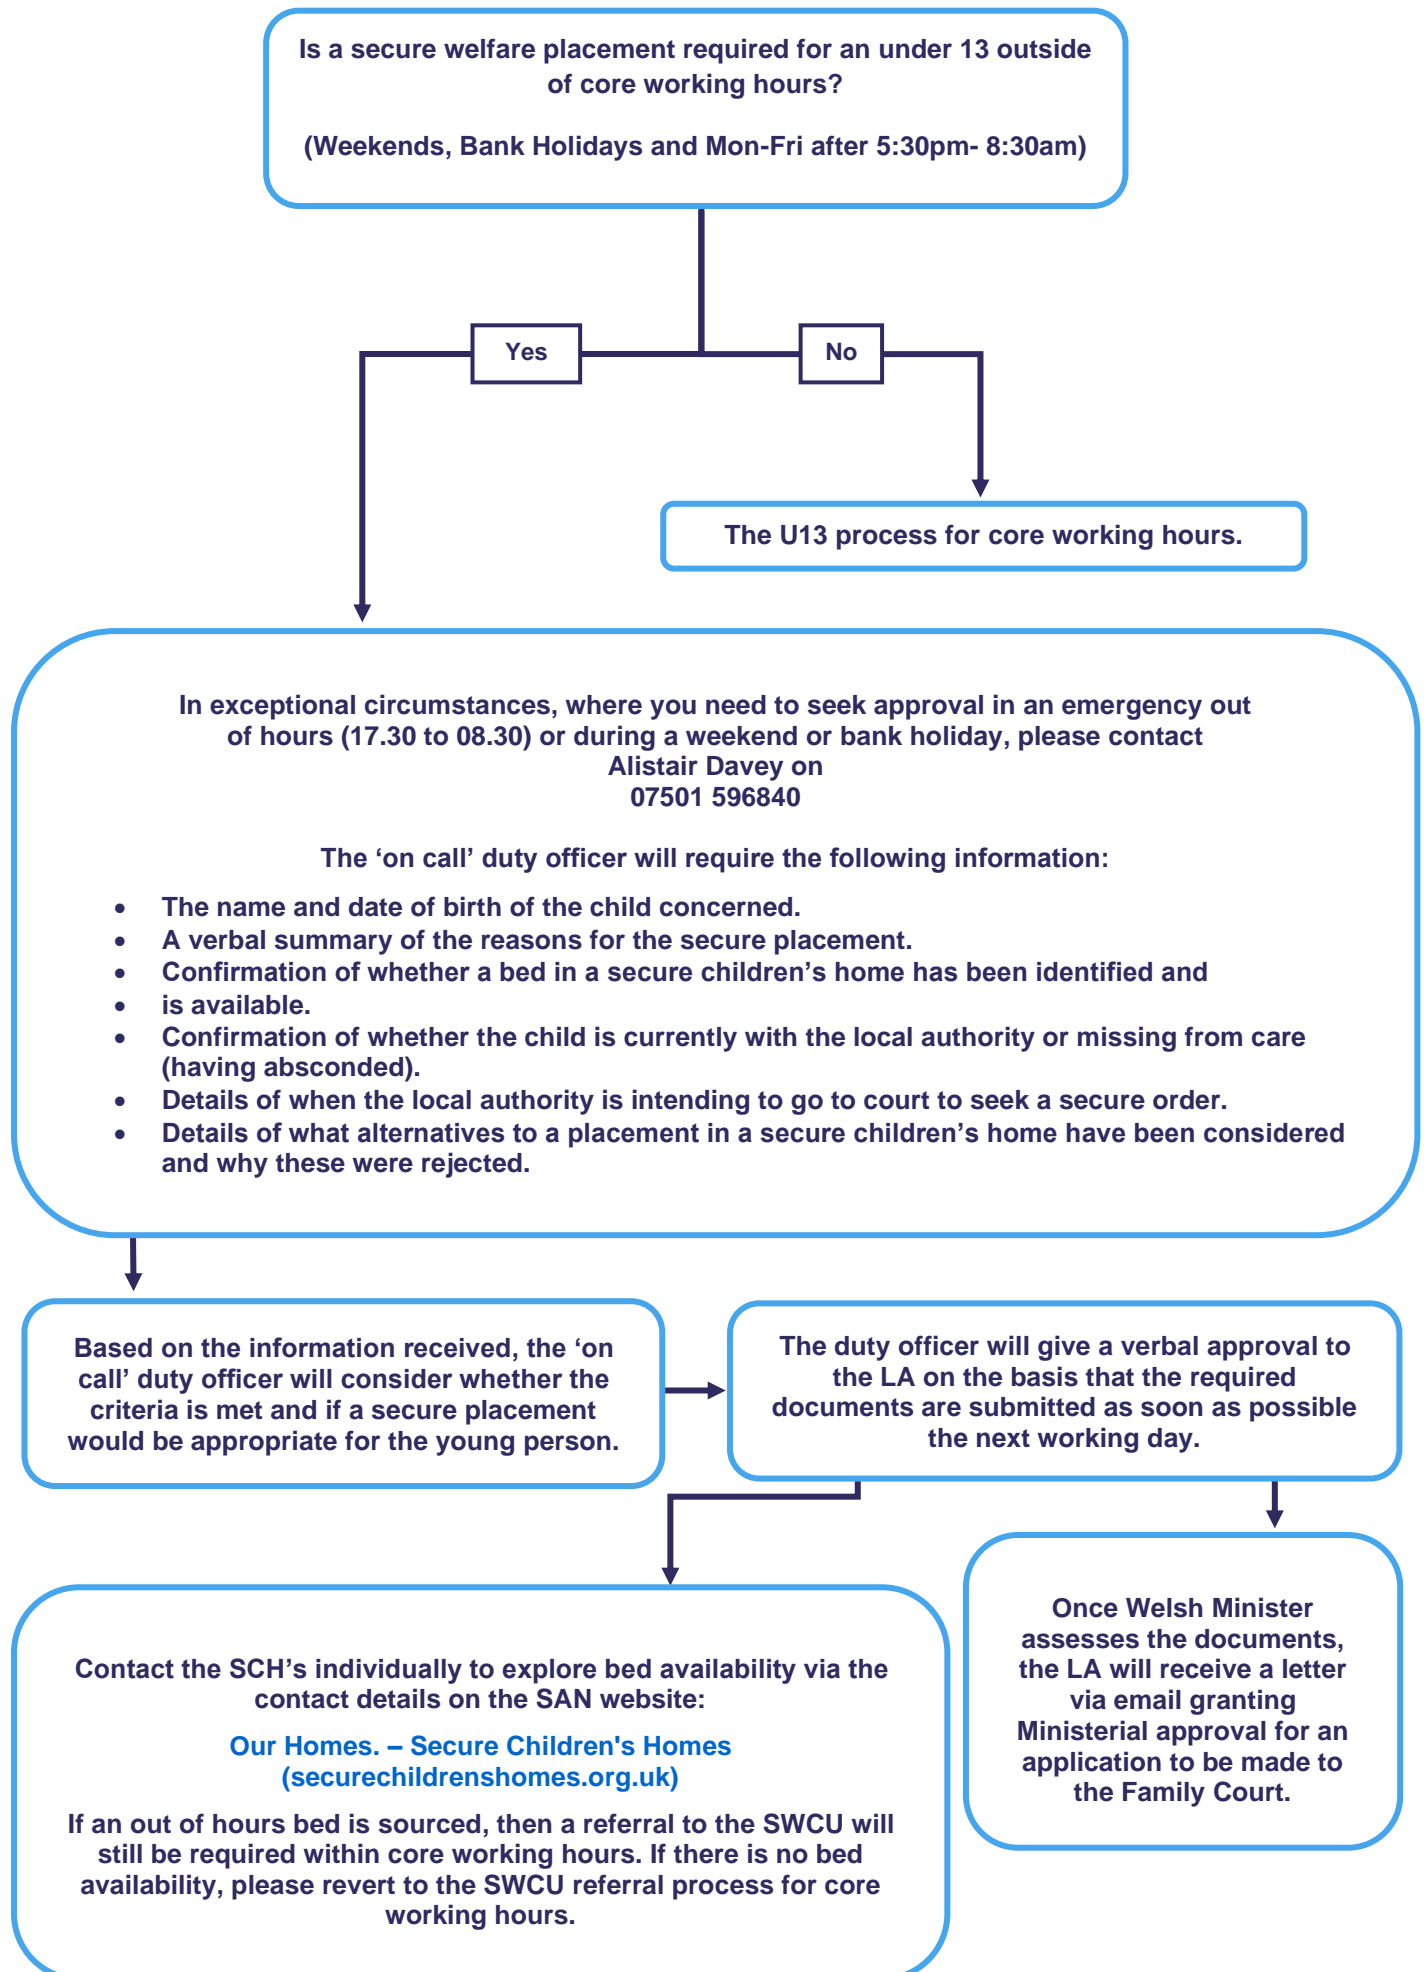 Is a secure welfare placement required for an under 13 outside
of core working hours?
(Weekends, Bank Holidays and Mon-Fri after 5:30pm- 8:30am)
Yes
No
The U13 process for core working hours.
In exceptional circumstances, where you need to seek approval in an emergency out
of hours (17.30 to 08.30) or during a weekend or bank holiday, please contact
Alistair Davey on
07501 596840
The ‘on call’ duty officer will require the following information:
• The name and date of birth of the child concerned.
• A verbal summary of the reasons for the secure placement.
• Confirmation of whether a bed in a secure children’s home has been identified and
• is available.
• Confirmation of whether the child is currently with the local authority or missing from care
(having absconded).
• Details of when the local authority is intending to go to court to seek a secure order.
• Details of what alternatives to a placement in a secure children’s home have been considered
and why these were rejected.
Based on the information received, the ‘on
call’ duty officer will consider whether the
criteria is met and if a secure placement
would be appropriate for the young person.
The duty officer will give a verbal approval to
the LA on the basis that the required
documents are submitted as soon as possible
the next working day.
Contact the SCH’s individually to explore bed availability via the
contact details on the SAN website:
Our Homes. – Secure Children's Homes
(securechildrenshomes.org.uk)
If an out of hours bed is sourced, then a referral to the SWCU will
still be required within core working hours. If there is no bed
availability, please revert to the SWCU referral process for core
working hours.
Once Welsh Minister
assesses the documents,
the LA will receive a letter
via email granting
Ministerial approval for an
application to be made to
the Family Court.